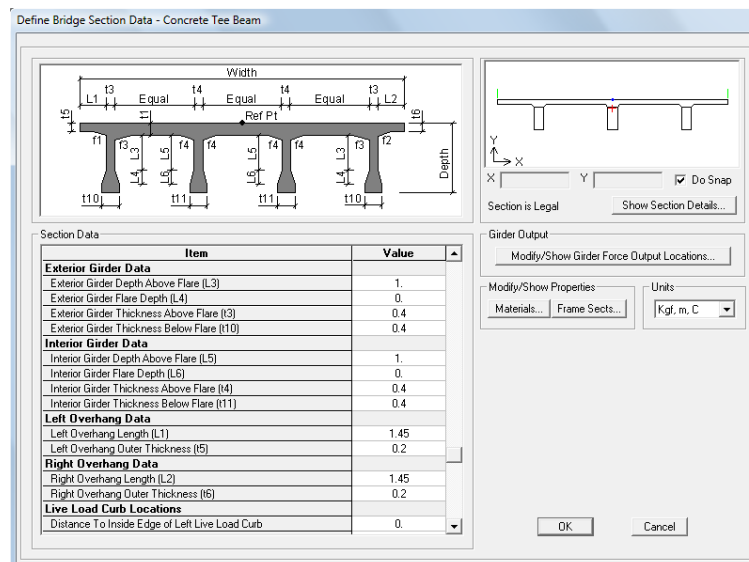 Define Bridge Section Data - Concrete Tee Beam
Width
t3 t4 t4 t3
L1 Equal Equal Equal L2
t5 t1 Ref Pt t6
f1 f3 f4 f4 f4 f4 f3 f2
L3 L5 L5 L3 Depth
L4 L6 L6 L4
t10 t11 t11 t10
Y
X
X Y Do Snap
Section is Legal Show Section Details...
Section Data
Item Value
Exterior Girder Data
Exterior Girder Depth Above Flare (L3) 1.
Exterior Girder Flare Depth (L4) 0.
Exterior Girder Thickness Above Flare (t3) 0.4
Exterior Girder Thickness Below Flare (t10) 0.4
Interior Girder Data
Interior Girder Depth Above Flare (L5) 1.
Interior Girder Flare Depth (L6) 0.
Interior Girder Thickness Above Flare (t4) 0.4
Interior Girder Thickness Below Flare (t11) 0.4
Left Overhang Data
Left Overhang Length (L1) 1.45
Left Overhang Outer Thickness (t5) 0.2
Right Overhang Data
Right Overhang Length (L2) 1.45
Right Overhang Outer Thickness (t6) 0.2
Live Load Curb Locations
Distance To Inside Edge of Left Live Load Curb 0.
Girder Output
Modify/Show Girder Force Output Locations...
Modify/Show Properties
Materials... Frame Sects...
Units
Kgf, m, C
OK Cancel